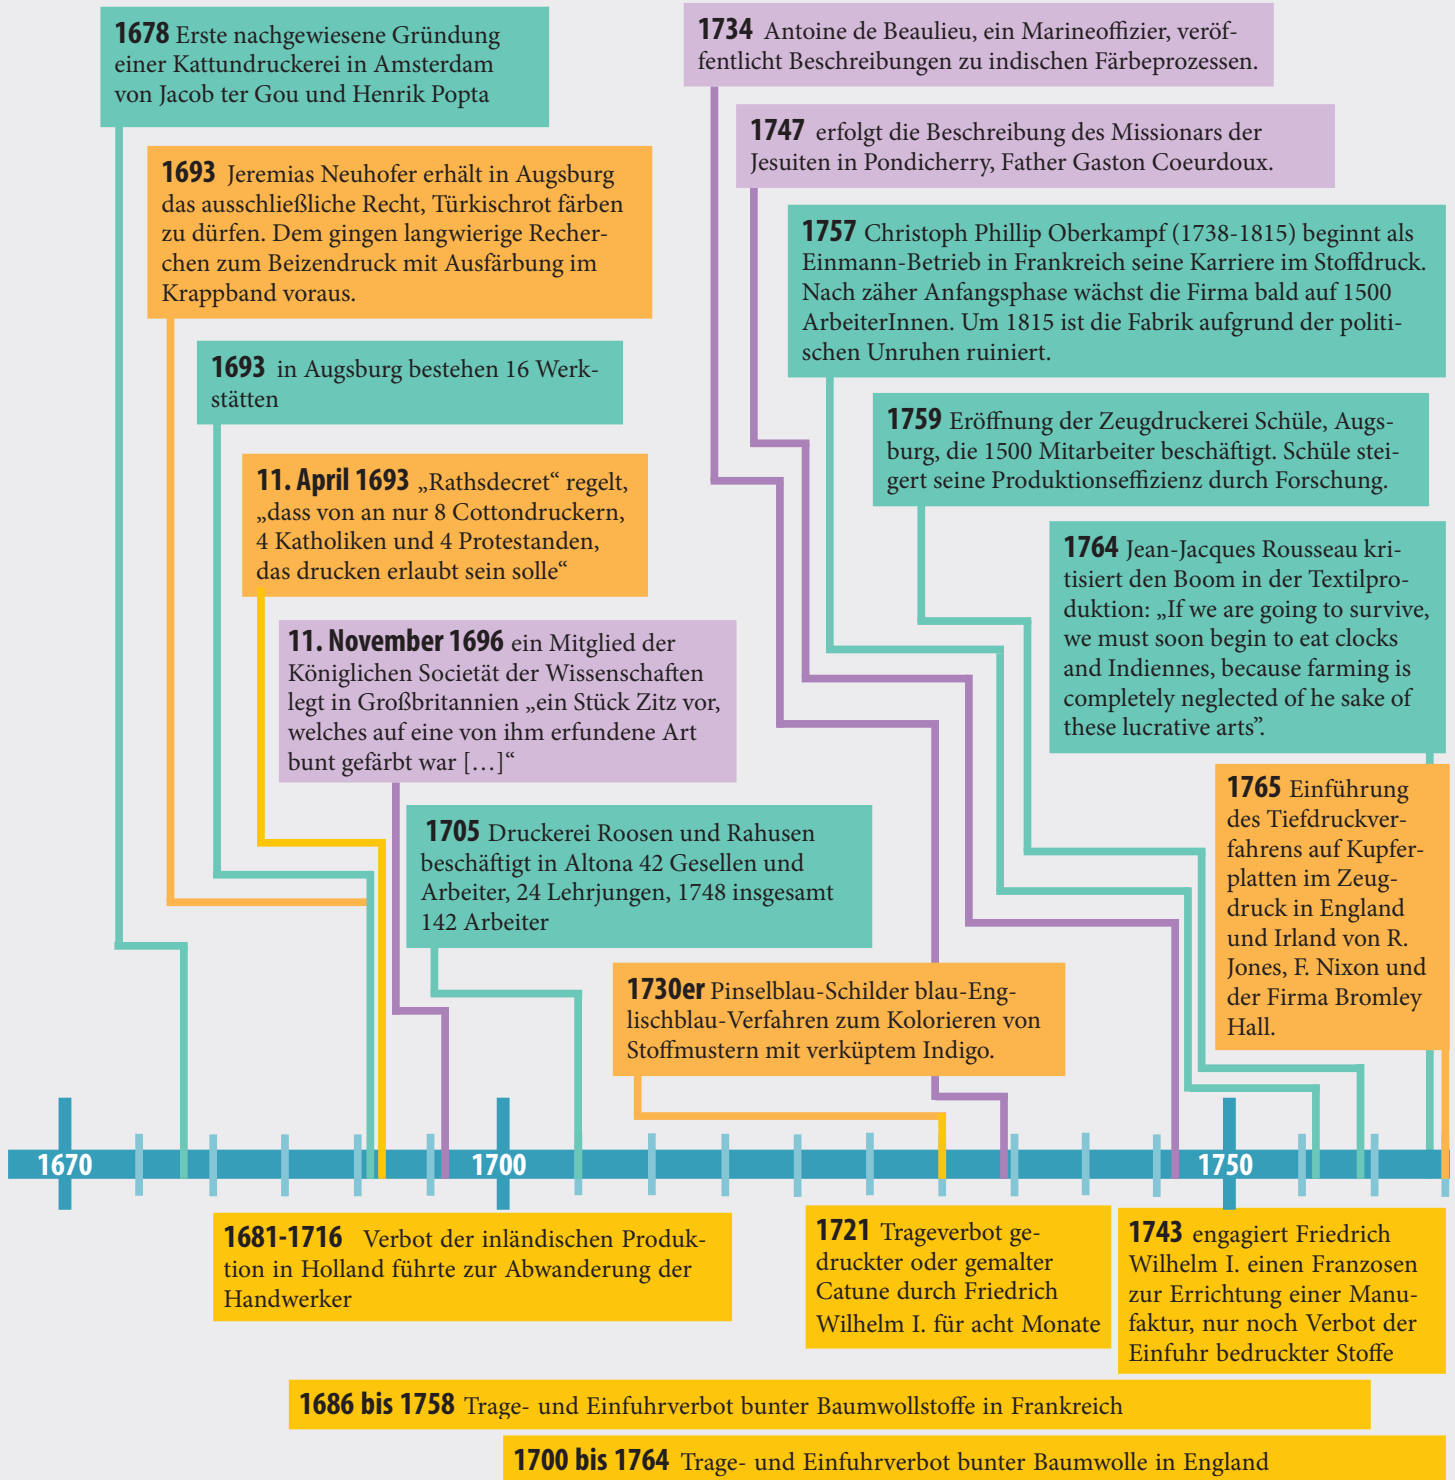 1678 Erste nachgewiesene Gründung
einer Kattundruckerei in Amsterdam
von Jacob ter Gou und Henrik Popta
1693 Jeremias Neuhofer erhält in Augsburg
das ausschließliche Recht, Türkischrot färben
zu dürfen. Dem gingen langwierige Recher-
chen zum Beizendruck mit Ausfärbung im
Krappband voraus.
1693 in Augsburg bestehen 16 Werk-
stätten
11. April 1693 „Rathsdecret“ regelt,
„dass von an nur 8 Cottondruckern,
4 Katholiken und 4 Protestanden,
das drucken erlaubt sein solle“
11. November 1696 ein Mitglied der
Königlichen Societät der Wissenschaften
legt in Großbritannien „ein Stück Zitz vor,
welches auf eine von ihm erfundene Art
bunt gefärbt war […]“
1705 Druckerei Roosen und Rahusen
beschäftigt in Altona 42 Gesellen und
Arbeiter, 24 Lehrjungen, 1748 insgesamt
142 Arbeiter
1730er Pinselblau-Schilder blau-Eng-
lischblau-Verfahren zum Kolorieren von
Stoffmustern mit verküptem Indigo.
1734 Antoine de Beaulieu, ein Marineoffizier, veröf-
fentlicht Beschreibungen zu indischen Färbeprozessen.
1747 erfolgt die Beschreibung des Missionars der
Jesuiten in Pondicherry, Father Gaston Coeurdoux.
1757 Christoph Phillip Oberkampf (1738-1815) beginnt als
Einmann-Betrieb in Frankreich seine Karriere im Stoffdruck.
Nach zäher Anfangsphase wächst die Firma bald auf 1500
ArbeiterInnen. Um 1815 ist die Fabrik aufgrund der politi-
schen Unruhen ruiniert.
1759 Eröffnung der Zeugdruckerei Schüle, Augs-
burg, die 1500 Mitarbeiter beschäftigt. Schüle stei-
gert seine Produktionseffizienz durch Forschung.
1764 Jean-Jacques Rousseau kri-
tisiert den Boom in der Textilpro-
duktion: „If we are going to survive,
we must soon begin to eat clocks
and Indiennes, because farming is
completely neglected of he sake of
these lucrative arts”.
1765 Einführung
des Tiefdruckver-
fahrens auf Kupfer-
platten im Zeug-
druck in England
und Irland von R.
Jones, F. Nixon und
der Firma Bromley
Hall.
1670
1700
1750
1681-1716 Verbot der inländischen Produk-
tion in Holland führte zur Abwanderung der
Handwerker
1721 Trageverbot ge-
druckter oder gemalter
Catune durch Friedrich
Wilhelm I. für acht Monate
1743 engagiert Friedrich
Wilhelm I. einen Franzosen
zur Errichtung einer Manu-
faktur, nur noch Verbot der
Einfuhr bedruckter Stoffe
1686 bis 1758 Trage- und Einfuhrverbot bunter Baumwollstoffe in Frankreich
1700 bis 1764 Trage- und Einfuhrverbot bunter Baumwolle in England